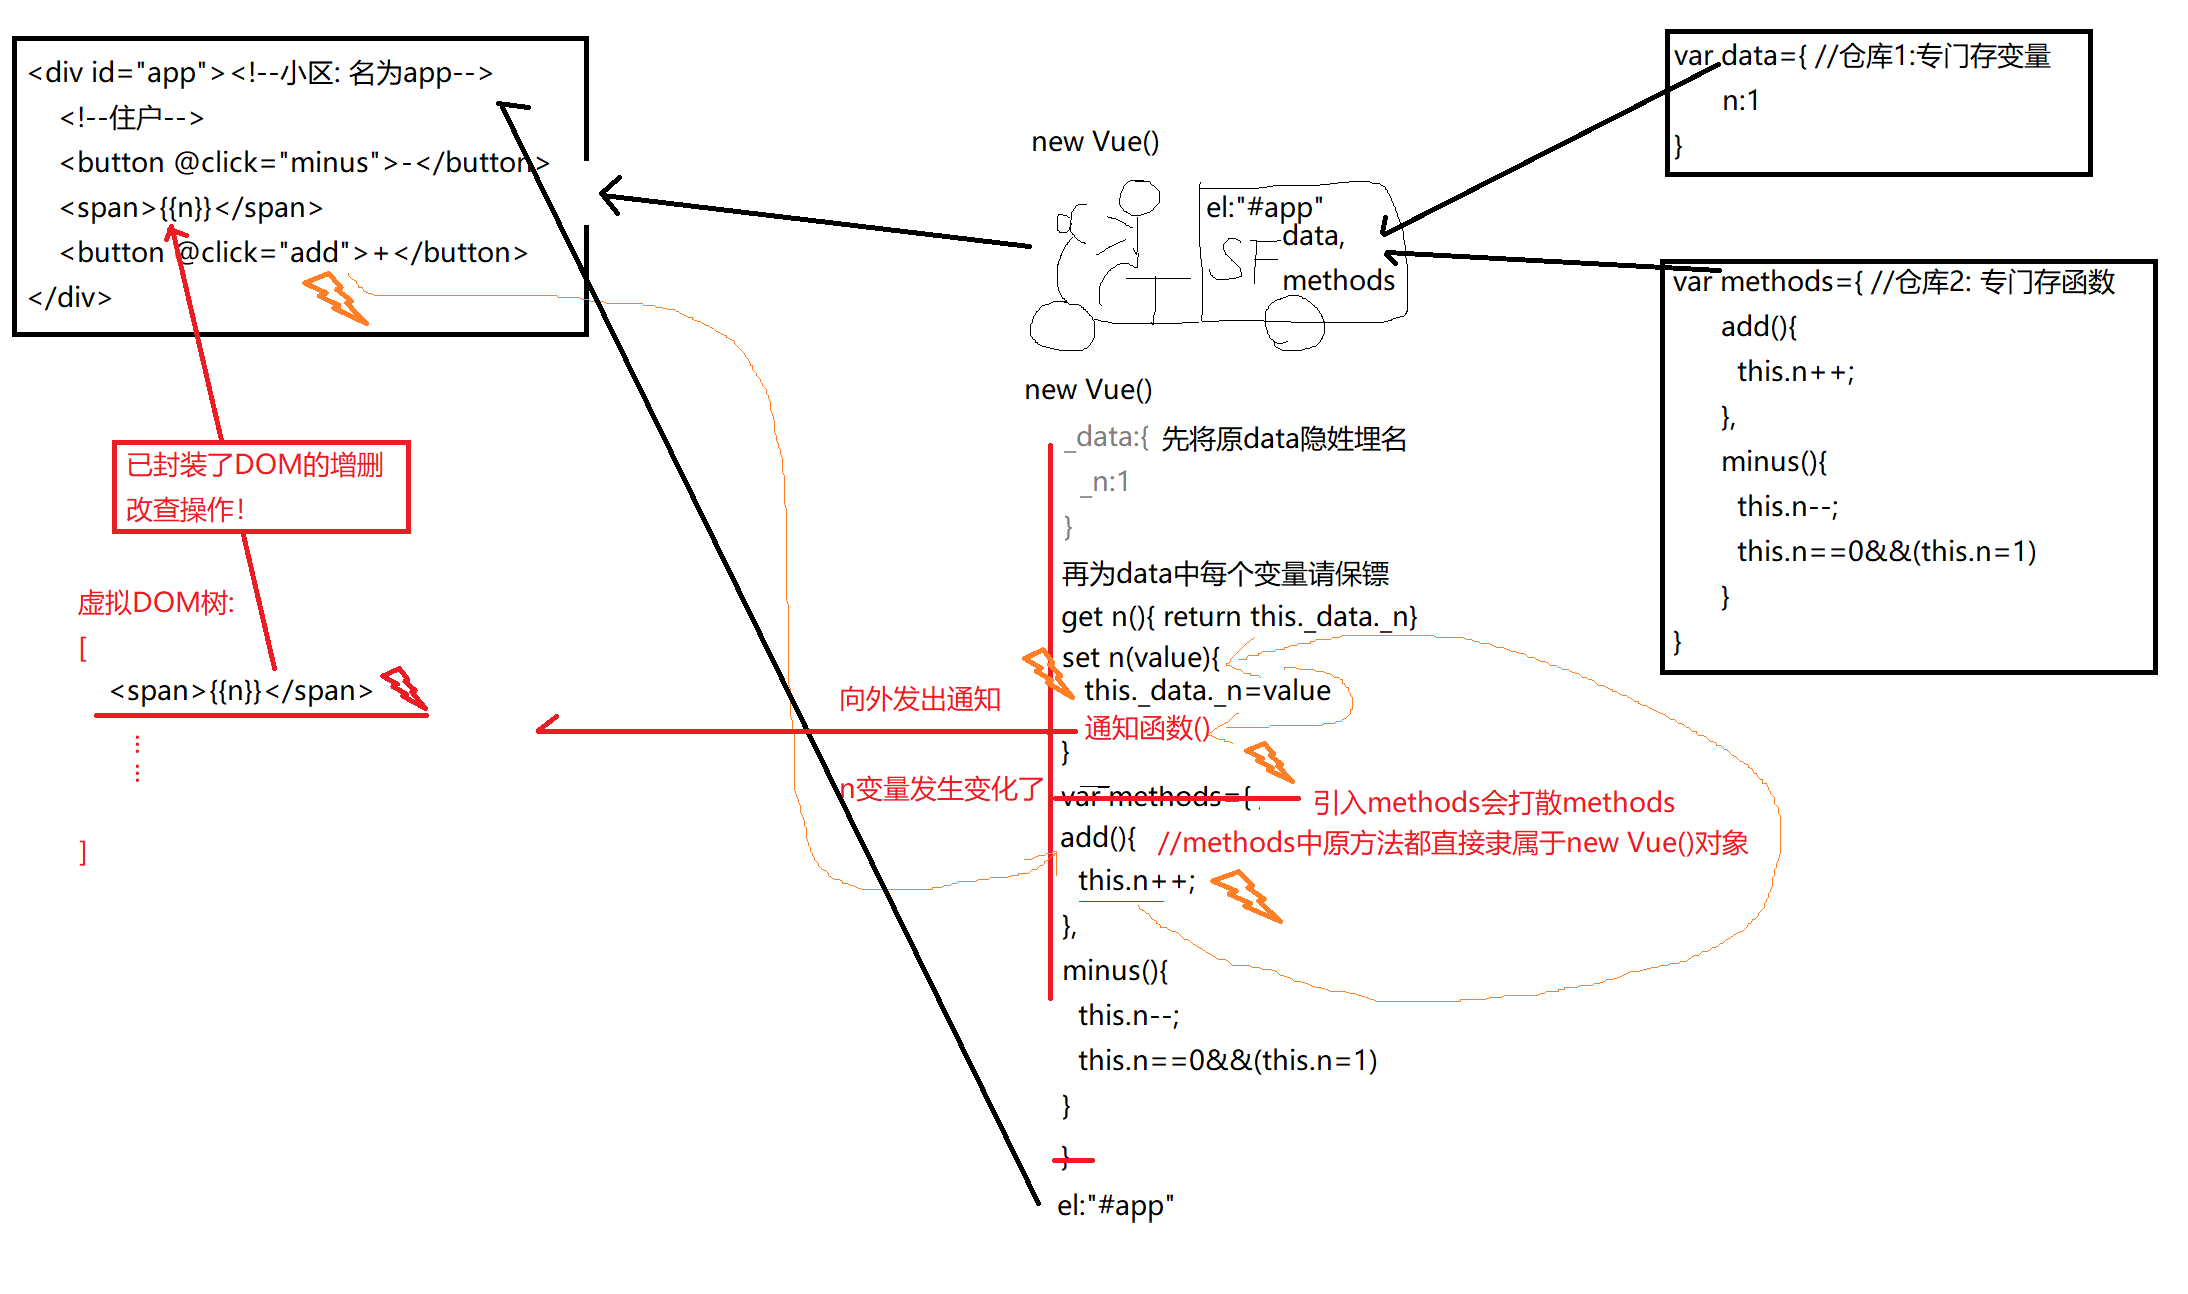 <div id="app"><!--小区: 名为app-->
<!--住户-->
<button @click="minus">-</button>
<span>{{n}}</span>
<button @click="add">+</button>
</div>
已封装了DOM的增删
改查操作!
虚拟DOM树:
[
<span>{{n}}</span>
...
...
]
new Vue()
el:"#app"
SF
data,
methods
new Vue()
_data:{ 先将原data隐姓埋名
_n:1
}
再为data中每个变量请保镖
get n(){ return this._data._n}
set n(value){
this._data._n=value
通知函数()
}
向外发出通知
n变量发生变化了
var methods={
引入methods会打散methods
add(){ //methods中原方法都直接隶属于new Vue()对象
this.n++;
},
minus(){
this.n--;
this.n==0&&(this.n=1)
}
}
el:"#app"
var data={ //仓库1:专门存变量
n:1
}
var methods={ //仓库2: 专门存函数
add(){
this.n++;
},
minus(){
this.n--;
this.n==0&&(this.n=1)
}
}